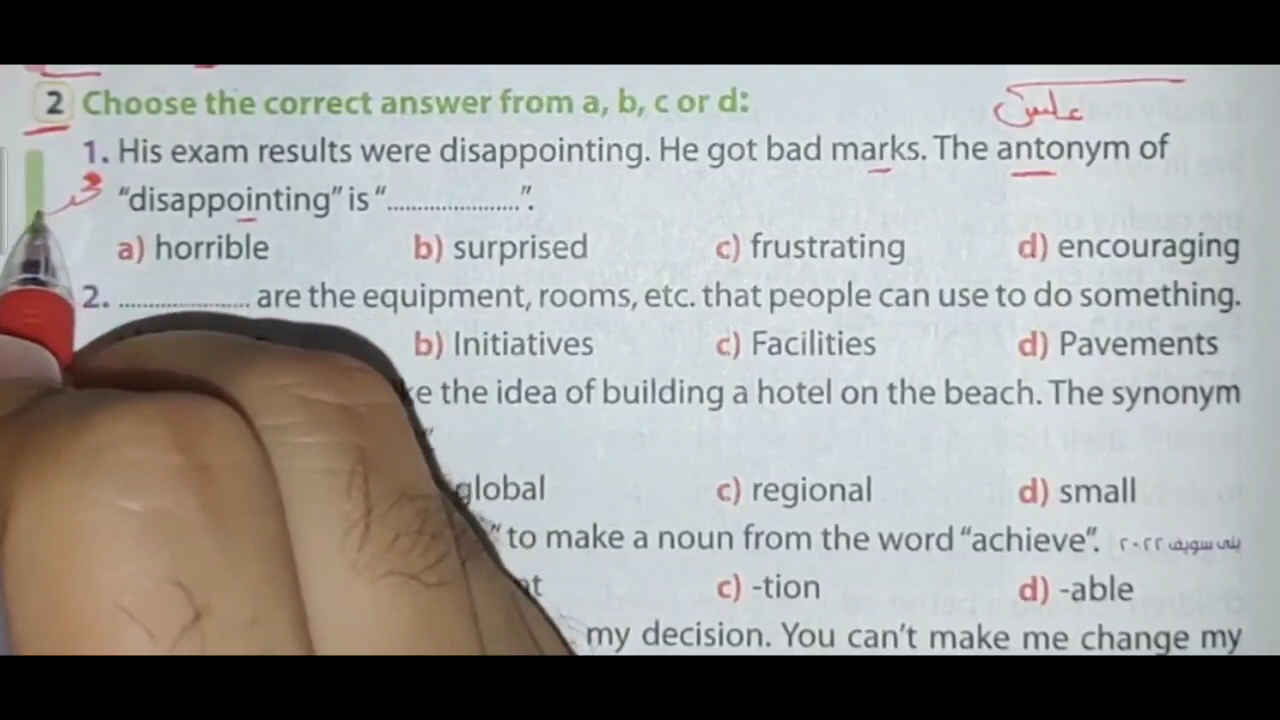 2 Choose the correct answer from a, b, c or d:
عكس
1. His exam results were disappointing. He got bad marks. The antonym of
"disappointing" is "......................".
a) horrible b) surprised c) frustrating d) encouraging
2. ...................... are the equipment, rooms, etc. that people can use to do something.
b) Initiatives c) Facilities d) Pavements
the idea of building a hotel on the beach. The synonym
global c) regional d) small
" to make a noun from the word "achieve". بنى سويف ٢٠٢٢
c) -tion d) -able
my decision. You can't make me change my